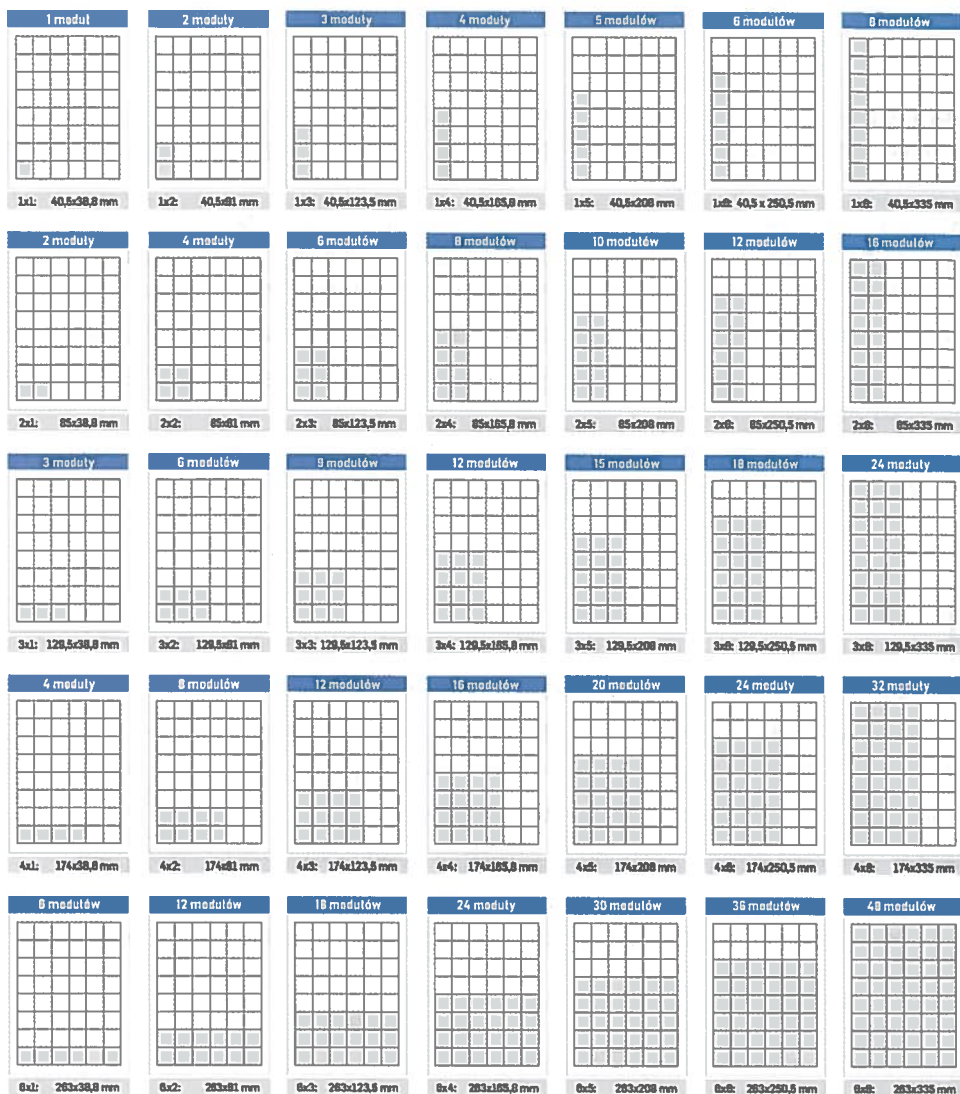 1 moduł
2 moduły
3 moduły
4 moduły
5 modułów
6 modułów
8 modułów
1x1: 40,5x38,8 mm
1x2: 40,5x81 mm
1x3: 40,5x123,5 mm
1x4: 40,5x165,8 mm
1x5: 40,5x208 mm
1x6: 40,5 x 250,5 mm
1x8: 40,5x335 mm
2 moduły
4 moduły
6 modułów
8 modułów
10 modułów
12 modułów
16 modułów
2x1: 85x38,8 mm
2x2: 85x81 mm
2x3: 85x123,5 mm
2x4: 85x165,8 mm
2x5: 85x208 mm
2x6: 85x250,5 mm
2x8: 85x335 mm
3 moduły
6 modułów
9 modułów
12 modułów
15 modułów
18 modułów
24 moduły
3x1: 129,5x38,8 mm
3x2: 129,5x81 mm
3x3: 129,5x123,5 mm
3x4: 129,5x165,8 mm
3x5: 129,5x208 mm
3x6: 129,5x250,5 mm
3x8: 129,5x335 mm
4 moduły
8 modułów
12 modułów
16 modułów
20 modułów
24 moduły
32 moduły
4x1: 174x38,8 mm
4x2: 174x81 mm
4x3: 174x123,5 mm
4x4: 174x165,8 mm
4x5: 174x208 mm
4x6: 174x250,5 mm
4x8: 174x335 mm
6 modułów
12 modułów
18 modułów
24 moduły
30 modułów
36 modułów
48 modułów
6x1: 263x38,8 mm
6x2: 263x81 mm
6x3: 263x123,5 mm
6x4: 263x165,8 mm
6x5: 263x208 mm
6x6: 263x250,5 mm
6x8: 263x335 mm